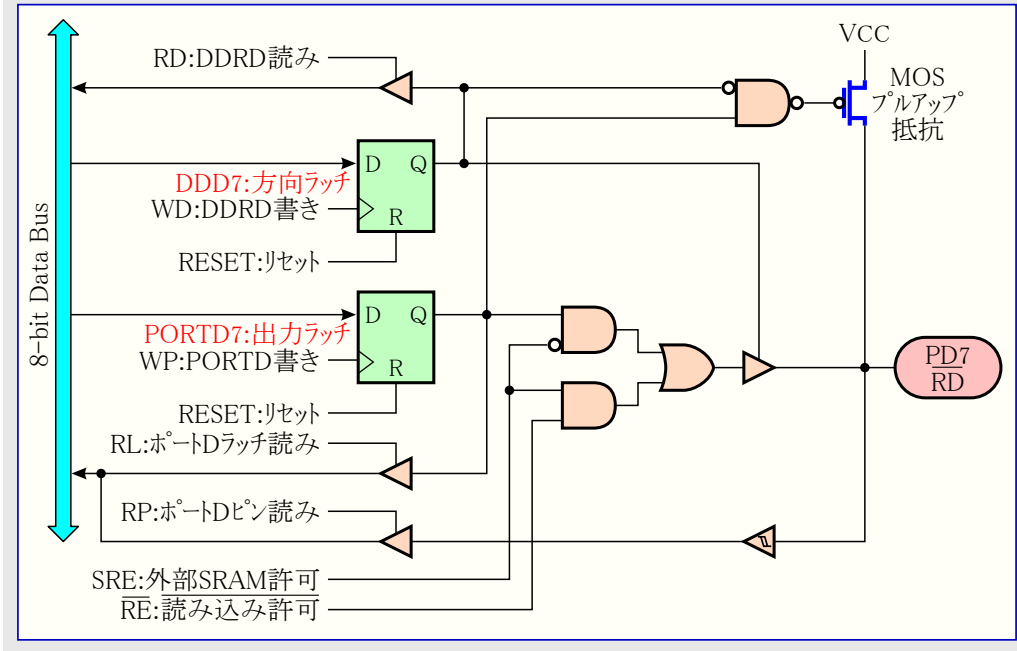 VCC
RD:DDRD読み
MOS
プルアップ
抵抗
D Q
DDD7:方向ラッチ
WD:DDRD書き
R
RESET:リセット
8-bit Data Bus
D Q
PORTD7:出力ラッチ
WP:PORTD書き
R
PD7
RD
RESET:リセット
RL:ポートDラッチ読み
RP:ポートDピン読み
SRE:外部SRAM許可
RE:読み込み許可